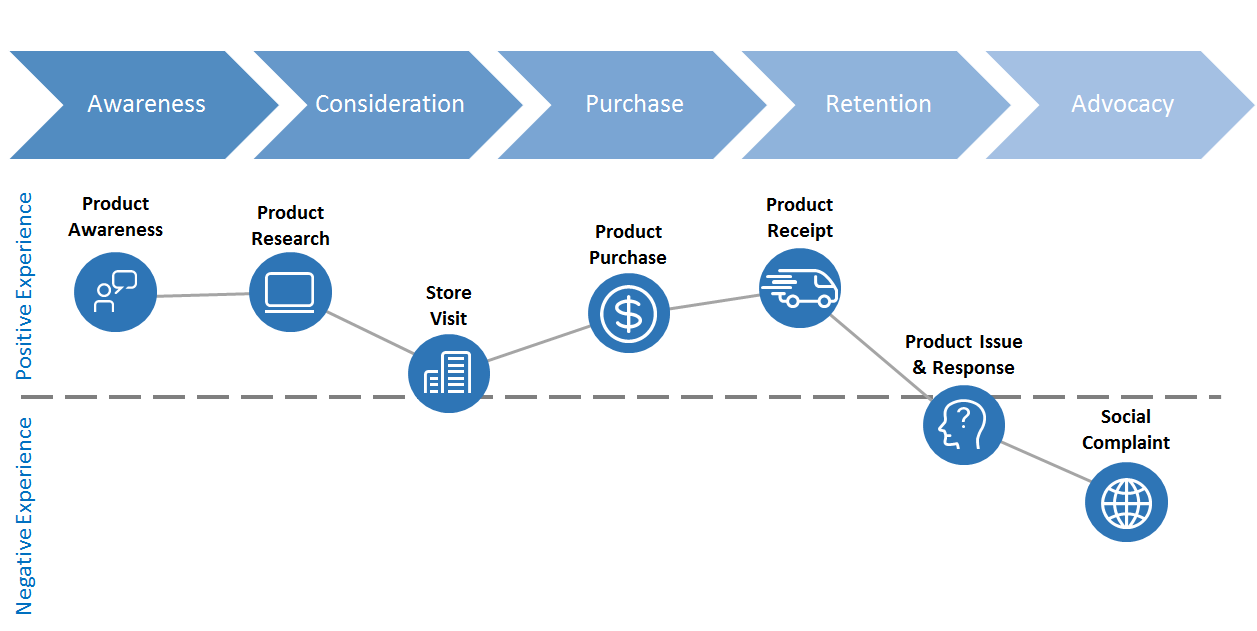 Awareness
Consideration
Purchase
Retention
Advocacy
Positive Experience
Product
Awareness
Product
Research
Store
Visit
Product
Purchase
Product
Receipt
Product Issue
& Response
Social
Complaint
Negative Experience
$
?